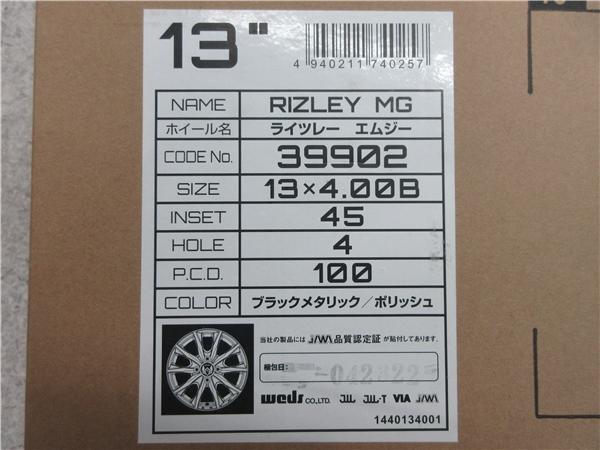 13"
4 940211 740257
NAME RIZLEY MG
ホイール名 ライツレー エムジー
CODE No. 39902
SIZE 13×4.00B
INSET 45
HOLE 4
P.C.D. 100
COLOR ブラックメタリック／ポリッシュ
当社の製品には JAWA 品質認定証 が貼付してあります。
梱包日:
weds CO.,LTD. JWL JWL-T VIA JAWA
1440134001